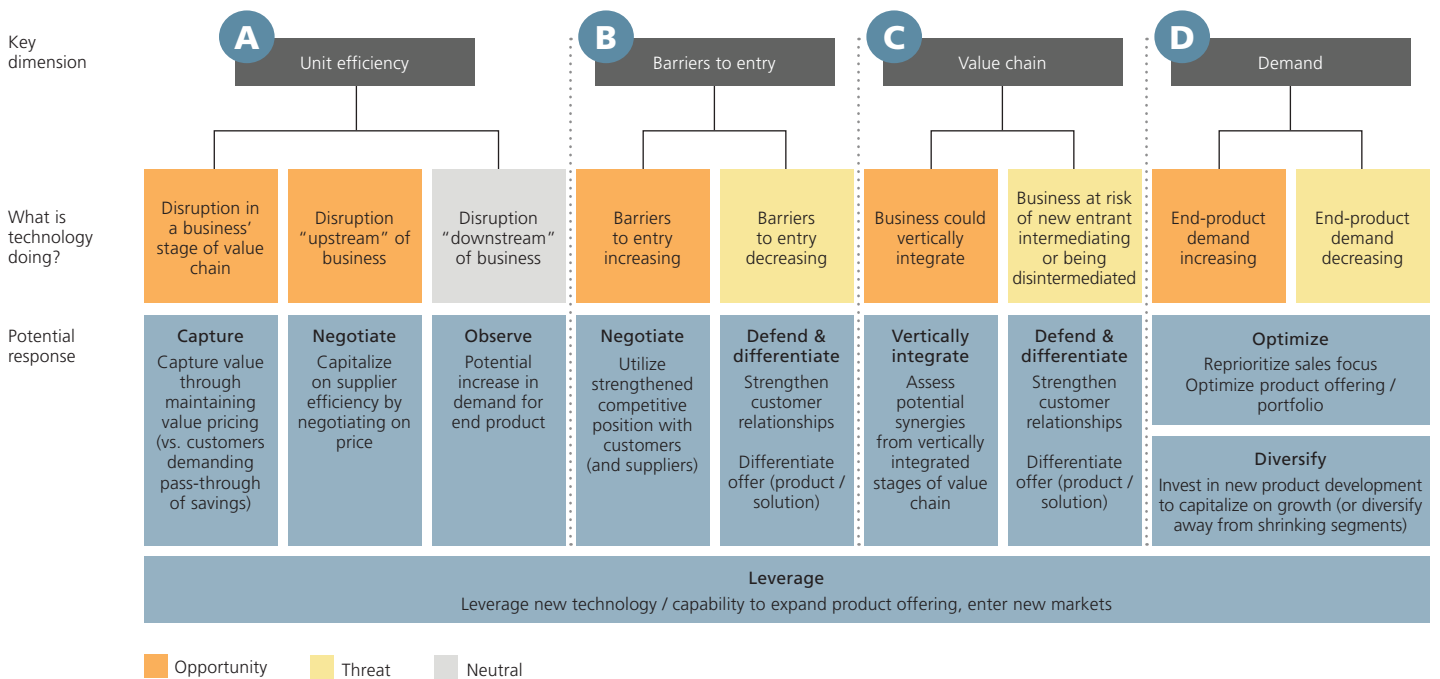 Key
dimension
A
Unit efficiency
B
Barriers to entry
C
Value chain
D
Demand
What is
technology
doing?
Disruption in
a business’
stage of value
chain
Disruption
“upstream” of
business
Disruption
“downstream”
of business
Barriers
to entry
increasing
Barriers
to entry
decreasing
Business could
vertically
integrate
Business at risk
of new entrant
intermediating
or being
disintermediated
End-product
demand
increasing
End-product
demand
decreasing
Potential
response
Capture
Capture value
through
maintaining
value pricing
(vs. customers
demanding
pass-through
of savings)
Negotiate
Capitalize
on supplier
efficiency by
negotiating on
price
Observe
Potential
increase in
demand for
end product
Negotiate
Utilize
strengthened
competitive
position with
customers
(and suppliers)
Defend &
differentiate
Strengthen
customer
relationships
Differentiate
offer (product /
solution)
Vertically
integrate
Assess
potential
synergies
from vertically
integrated
stages of value
chain
Defend &
differentiate
Strengthen
customer
relationships
Differentiate
offer (product /
solution)
Optimize
Reprioritize sales focus
Optimize product offering /
portfolio
Diversify
Invest in new product development
to capitalize on growth (or diversify
away from shrinking segments)
Leverage
Leverage new technology / capability to expand product offering, enter new markets
Opportunity
Threat
Neutral